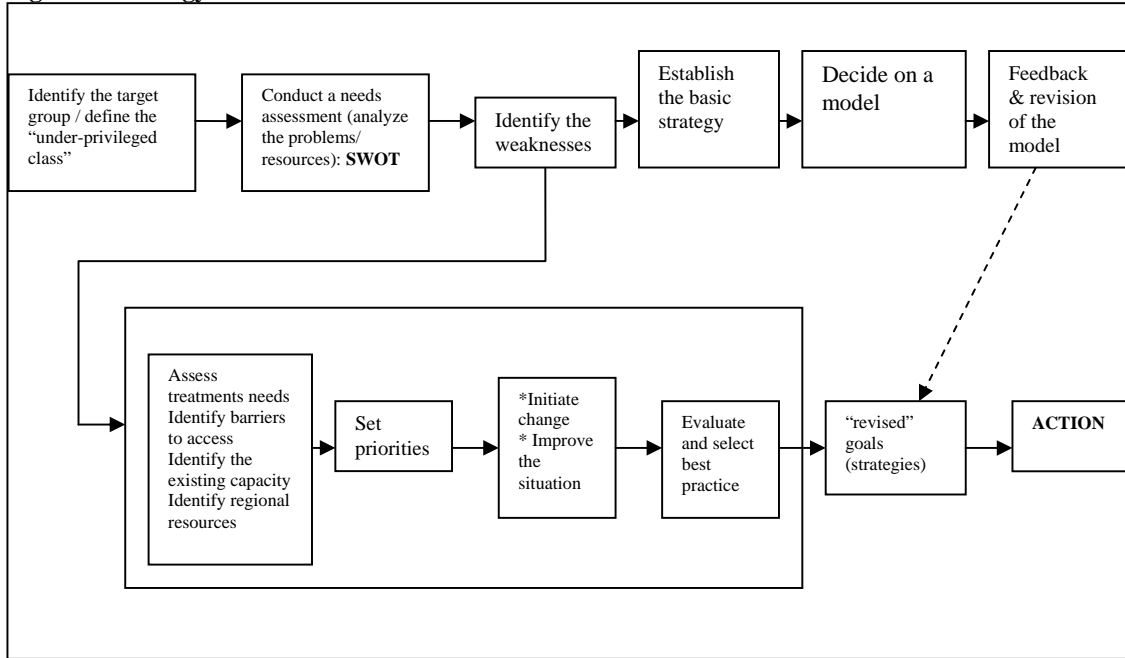 Identify the target
group / define the
“under-privileged
class”
Conduct a needs
assessment (analyze
the problems/
resources): SWOT
Identify the
weaknesses
Establish
the basic
strategy
Decide on a
model
Feedback
& revision
of the
model
Assess
treatments needs
Identify barriers
to access
Identify the
existing capacity
Identify regional
resources
Set
priorities
*Initiate
change
* Improve
the
situation
Evaluate
and select
best
practice
“revised”
goals
(strategies)
ACTION